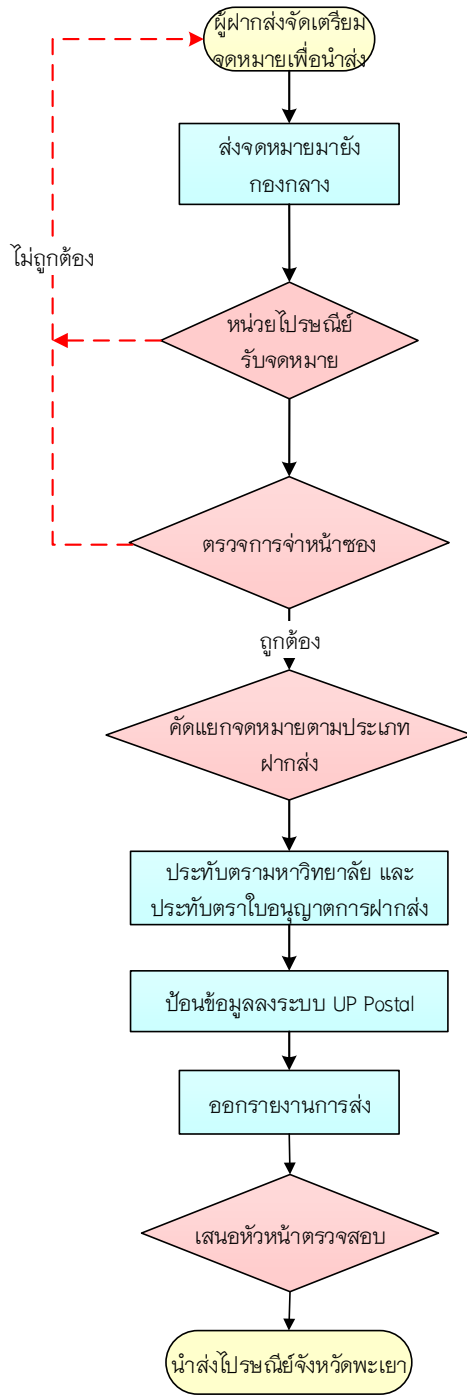 ผู้ฝากส่งจัดเตรียม
จดหมายเพื่อนำส่ง
ส่งจดหมายมายัง
กองกลาง
ไม่ถูกต้อง
หน่วยไปรษณีย์
รับจดหมาย
ตรวจการจ่าหน้าซอง
ถูกต้อง
คัดแยกจดหมายตามประเภท
ฝากส่ง
ประทับตรามหาวิทยาลัย และ
ประทับตราใบอนุญาตการฝากส่ง
ป้อนข้อมูลลงระบบ UP Postal
ออกรายงานการส่ง
เสนอหัวหน้าตรวจสอบ
นำส่งไปรษณีย์จังหวัดพะเยา